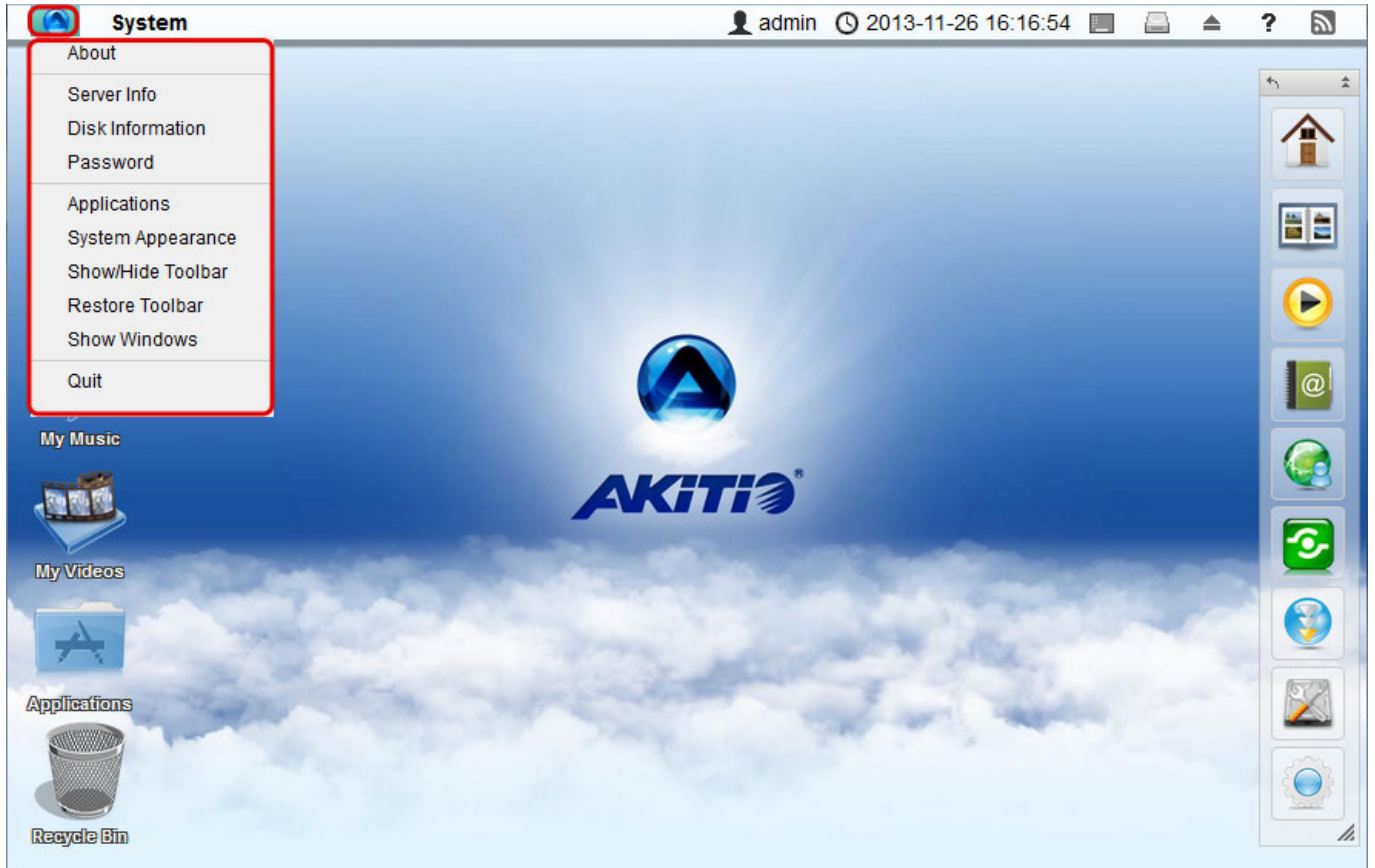 System
admin 2013-11-26 16:16:54 ?
About
Server Info
Disk Information
Password
Applications
System Appearance
Show/Hide Toolbar
Restore Toolbar
Show Windows
Quit
My Music
My Videos
Applications
Recycle Bin
AKiTiO®
@